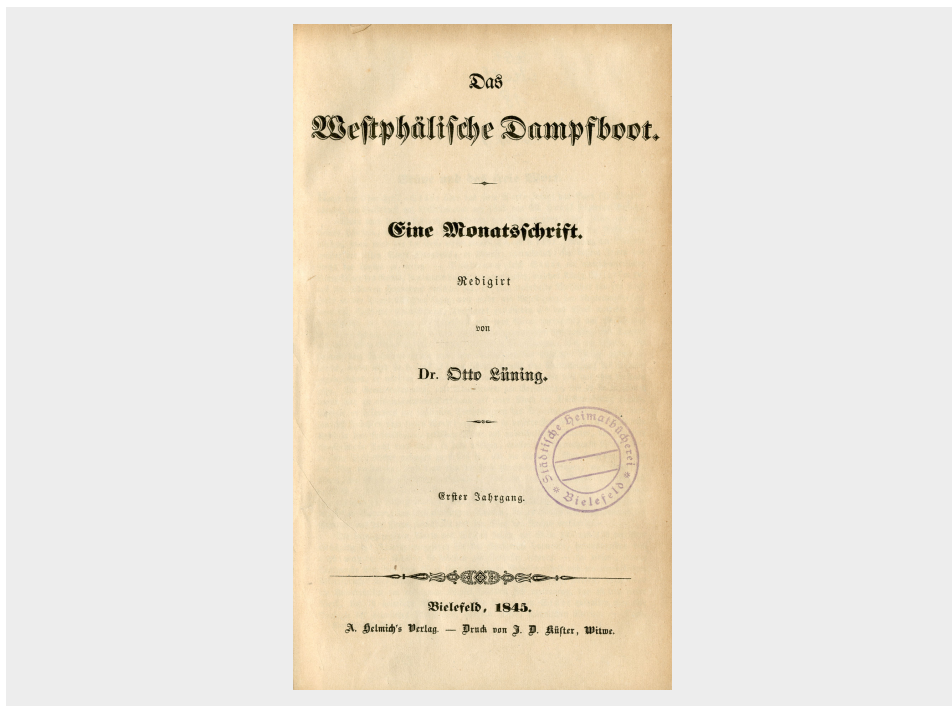 Das
Westphälische Dampfboot.
Eine Monatsschrift.
Redigirt
von
Dr. Otto Lüning.
Städtische Heimatbücherei
Bielefeld
Erster Jahrgang.
Bielefeld, 1845.
A. Helmich's Verlag. — Druck von J. D. Küster, Witwe.